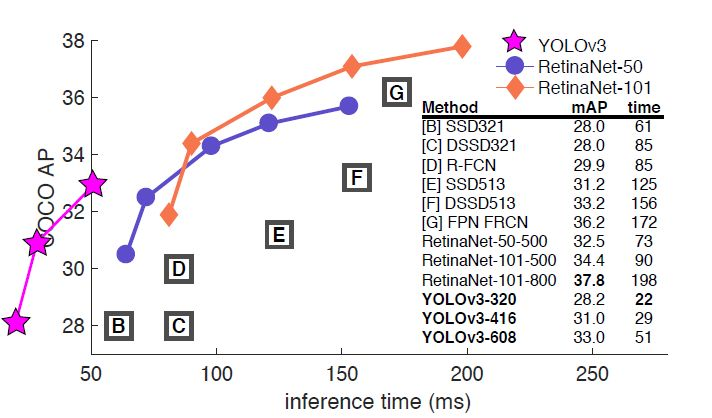 38
36
34
32
30
28
COCO AP
50
100
150
200
250
inference time (ms)
B
C
D
E
F
G
YOLOv3
RetinaNet-50
RetinaNet-101
Method mAP time
[B] SSD321 28.0 61
[C] DSSD321 28.0 85
[D] R-FCN 29.9 85
[E] SSD513 31.2 125
[F] DSSD513 33.2 156
[G] FPN FRCN 36.2 172
RetinaNet-50-500 32.5 73
RetinaNet-101-500 34.4 90
RetinaNet-101-800 37.8 198
YOLOv3-320 28.2 22
YOLOv3-416 31.0 29
YOLOv3-608 33.0 51